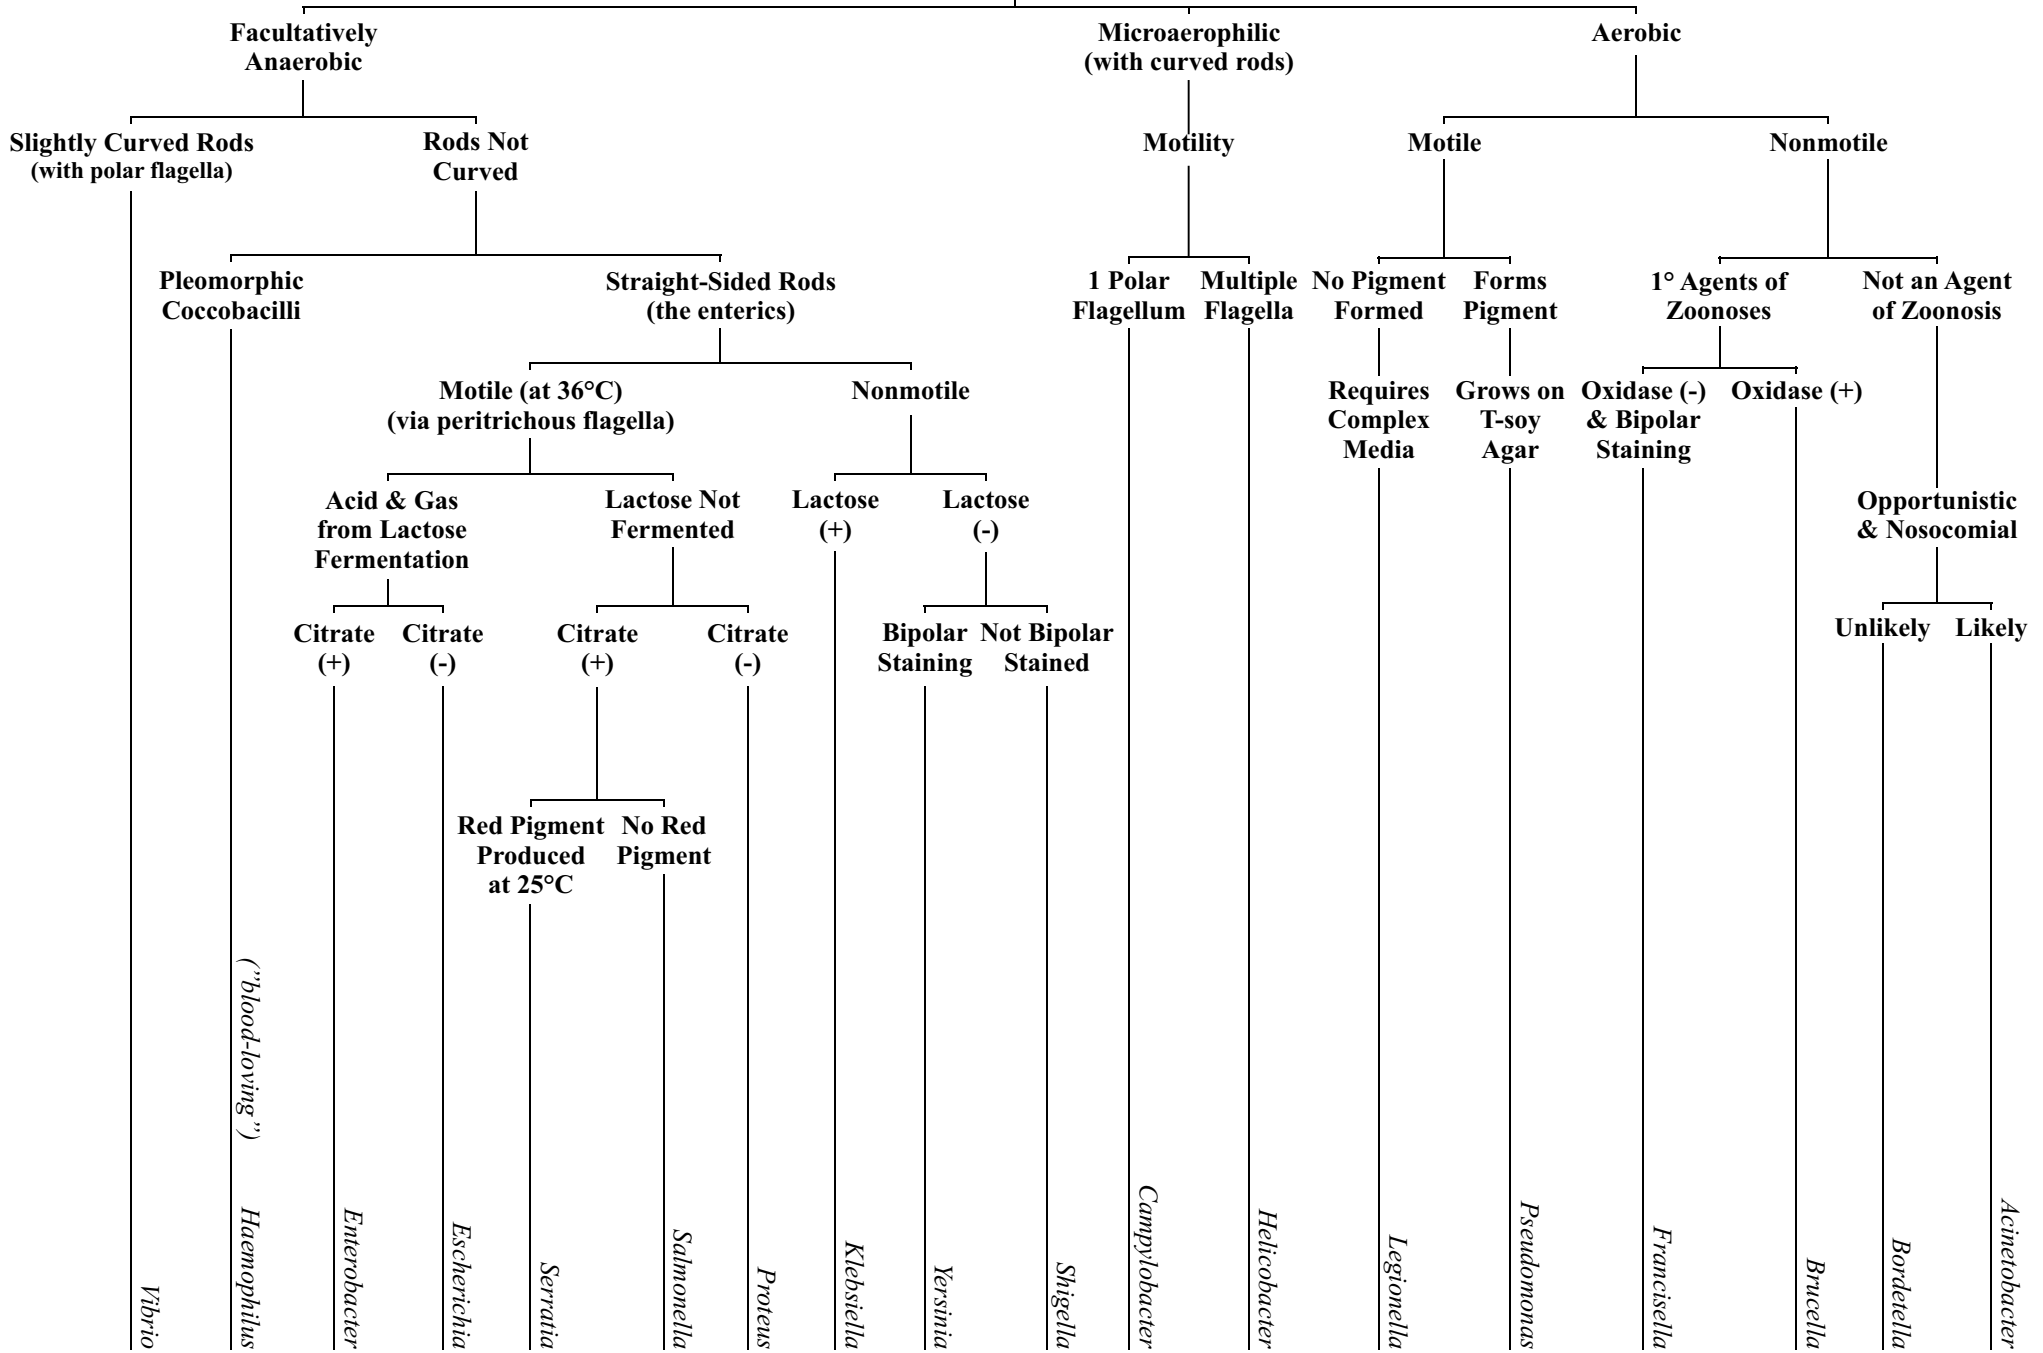 Facultatively
Anaerobic
Microaerophilic
(with curved rods)
Aerobic
Slightly Curved Rods
(with polar flagella)
Rods Not
Curved
Motility
Motile
Nonmotile
Pleomorphic
Coccobacilli
Straight-Sided Rods
(the enterics)
1 Polar
Flagellum
Multiple
Flagella
No Pigment
Formed
Forms
Pigment
1° Agents of
Zoonoses
Not an Agent
of Zoonosis
Motile (at 36°C)
(via peritrichous flagella)
Nonmotile
Requires
Complex
Media
Grows on
T-soy
Agar
Oxidase (-)
& Bipolar
Staining
Oxidase (+)
Acid & Gas
from Lactose
Fermentation
Lactose Not
Fermented
Lactose
(+)
Lactose
(-)
Opportunistic
& Nosocomial
Citrate
(+)
Citrate
(-)
Citrate
(+)
Citrate
(-)
Bipolar
Staining
Not Bipolar
Stained
Unlikely
Likely
Red Pigment
Produced
at 25°C
No Red
Pigment
Vibrio
("blood-loving") Haemophilus
Enterobacter
Escherichia
Serratia
Salmonella
Proteus
Klebsiella
Yersinia
Shigella
Campylobacter
Helicobacter
Legionella
Pseudomonas
Francisella
Brucella
Bordetella
Acinetobacter